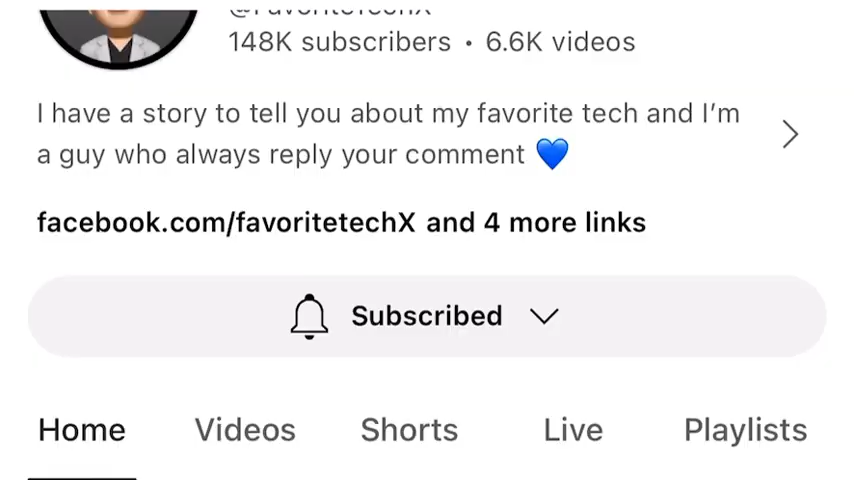 @FavoriteTechX
148K subscribers • 6.6K videos
I have a story to tell you about my favorite tech and I’m
a guy who always reply your comment 💙
facebook.com/favoritetechX and 4 more links
Subscribed
Home Videos Shorts Live Playlists